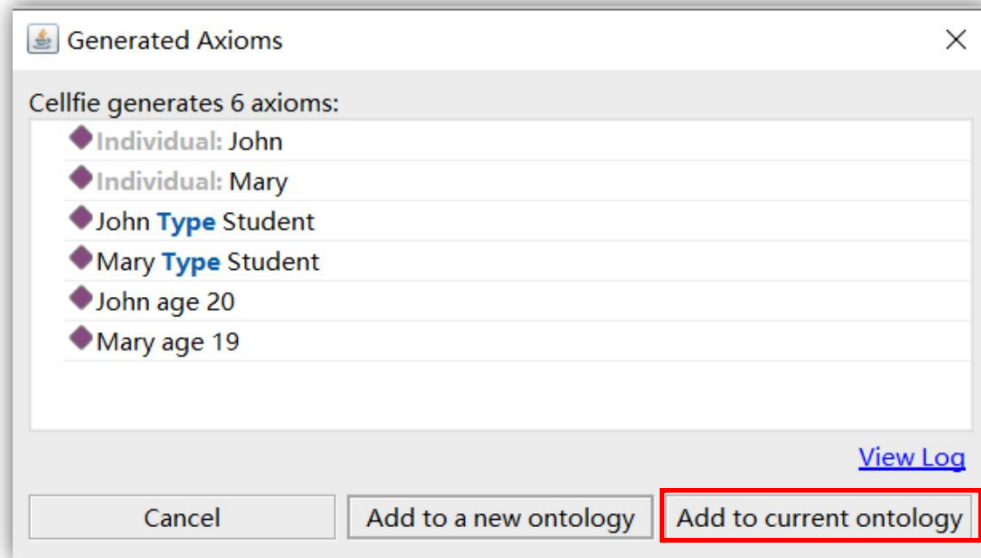 Generated Axioms
Cellfie generates 6 axioms:
Individual: John
Individual: Mary
John Type Student
Mary Type Student
John age 20
Mary age 19
View Log
Cancel
Add to a new ontology
Add to current ontology